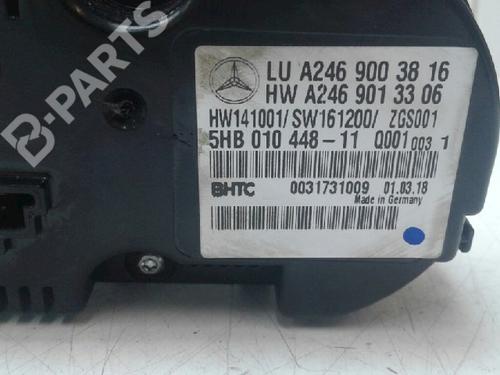 LU A246 900 38 16
HW A246 901 33 06
HW141001/SW161200/ ZGS001
5HB 010 448-11 Q001 003 1
BHTC 0031731009 01.03.18
Made in Germany
B-PARTS